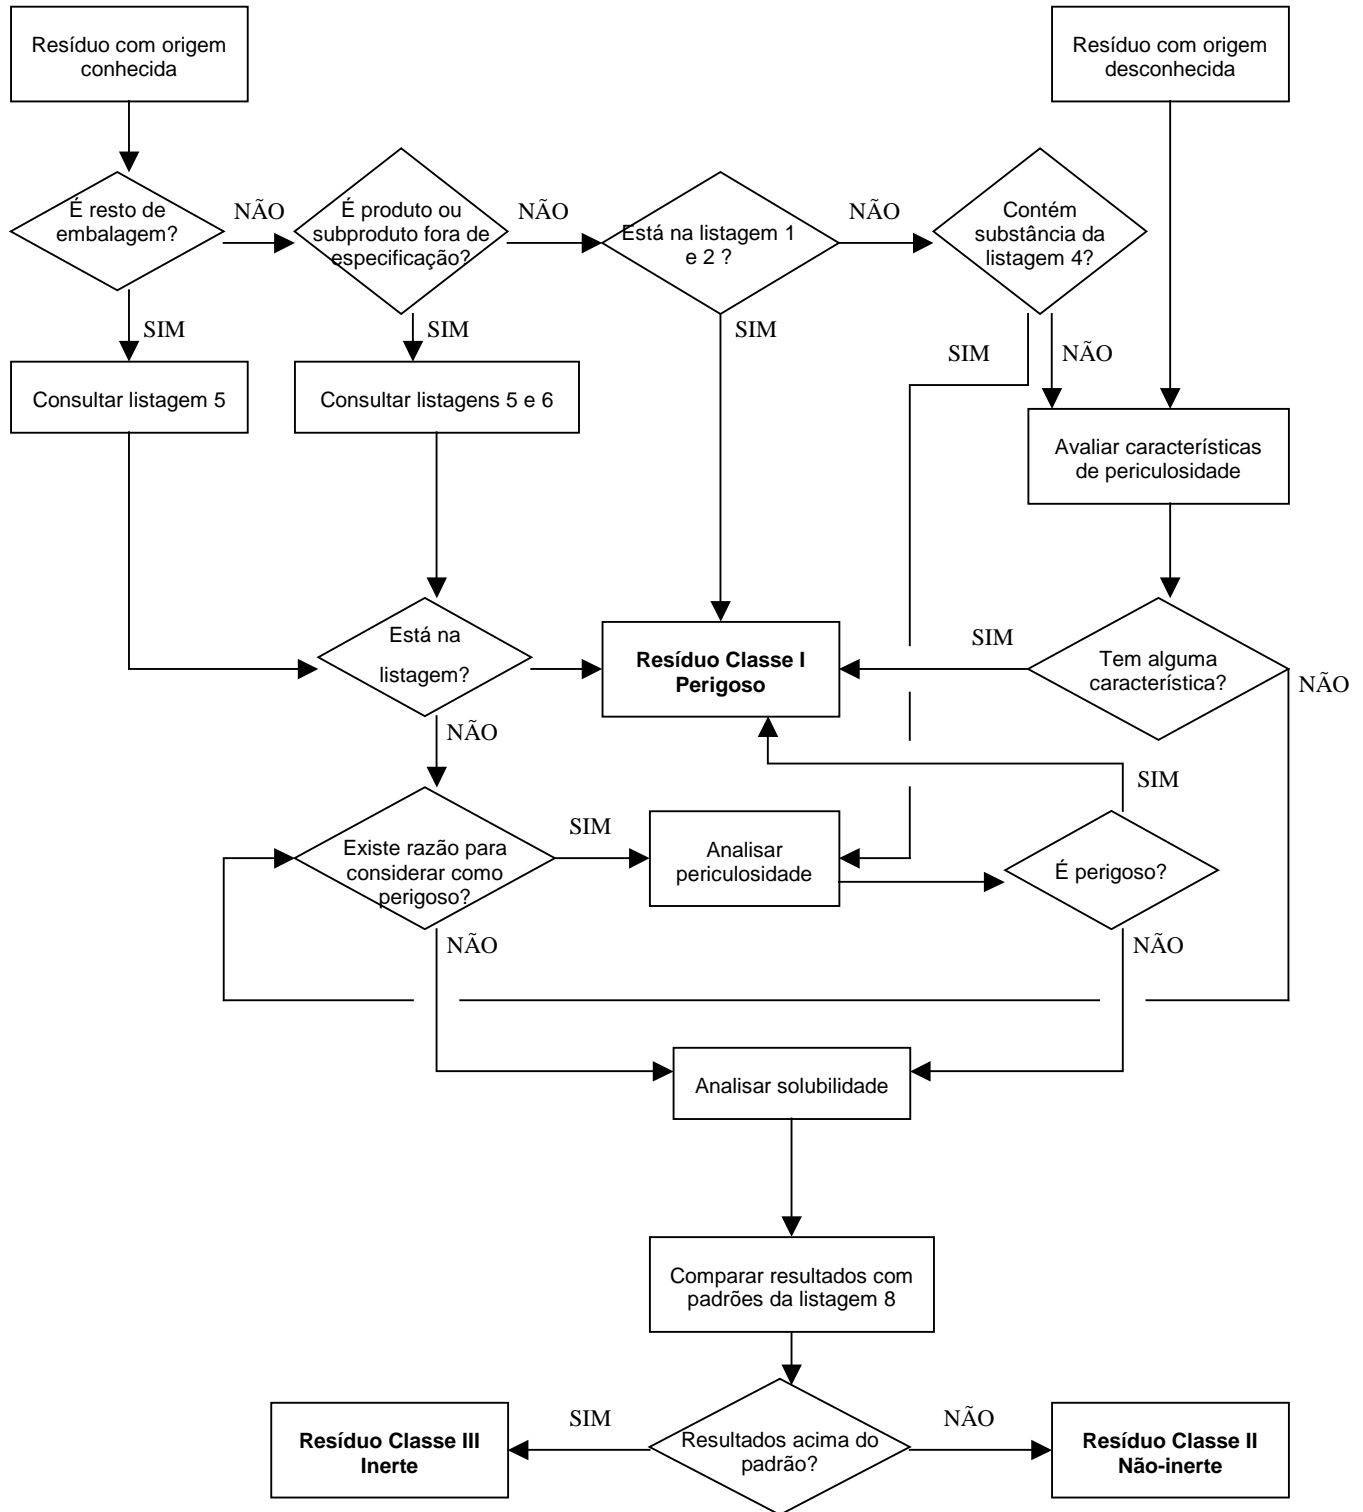 Resíduo com origem
conhecida
Resíduo com origem
desconhecida
É resto de
embalagem?
NÃO
É produto ou
subproduto fora de
especificação?
NÃO
Está na listagem 1
e 2 ?
NÃO
Contém
substância da
listagem 4?
SIM
SIM
SIM
SIM
NÃO
Consultar listagem 5
Consultar listagens 5 e 6
Avaliar características
de periculosidade
Está na
listagem?
Resíduo Classe I
Perigoso
SIM
Tem alguma
característica?
NÃO
NÃO
SIM
Existe razão para
considerar como
perigoso?
SIM
Analisar
periculosidade
É perigoso?
NÃO
NÃO
Analisar solubilidade
Comparar resultados com
padrões da listagem 8
Resíduo Classe III
Inerte
SIM
Resultados acima do
padrão?
NÃO
Resíduo Classe II
Não-inerte